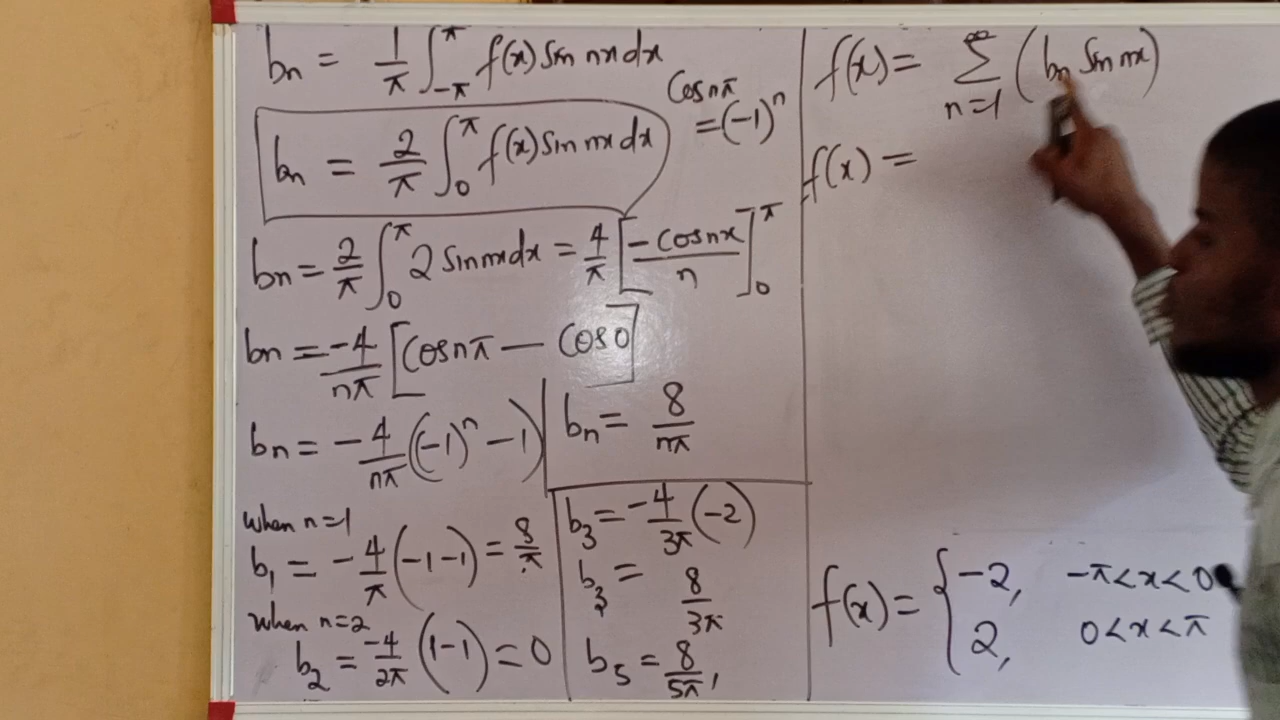 bn = 1/π ∫_{-π}^{π} f(x) sin nx dx
Cos nπ
= (-1)^n
bn = 2/π ∫_0^π f(x) sin nx dx
bn = 2/π ∫_0^π 2 sin nx dx = 4/π [-cos nx / n]_0^π
bn = -4/nπ [Cos nπ — Cos 0]
bn = -4/nπ ((-1)^n - 1)
bn = 8/nπ
when n=1
b₁ = -4/π (-1-1) = 8/π
when n=2
b₂ = -4/2π (1-1) = 0
b₃ = -4/3π (-2)
b₃ = 8/3π
b₅ = 8/5π,
f(x) = Σ_{n=1}^{∞} (bn sin nx)
f(x) =
f(x) = { -2, -π<x<0
2, 0<x<π